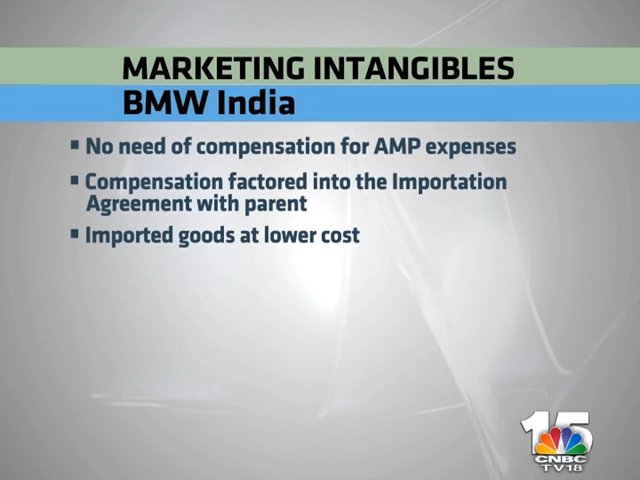 MARKETING INTANGIBLES
BMW India
▪ No need of compensation for AMP expenses
▪ Compensation factored into the Importation
Agreement with parent
▪ Imported goods at lower cost
15
CNBC
TV18